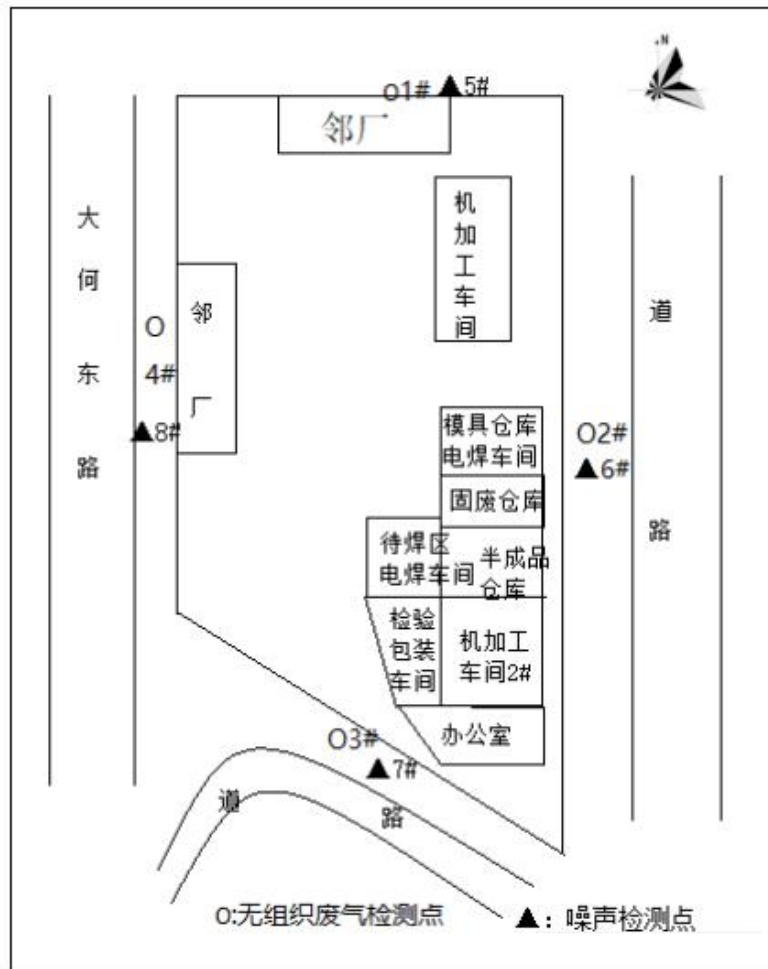 N
O1# ▲5#
邻厂
机加工车间
大何东路
邻厂
道路
O
4#
▲8#
模具仓库
电焊车间
O2#
▲6#
固废仓库
待焊区
电焊车间
半成品
仓库
检验
包装
车间
机加工
车间2#
办公室
O3#
▲7#
道路
O:无组织废气检测点
▲：噪声检测点